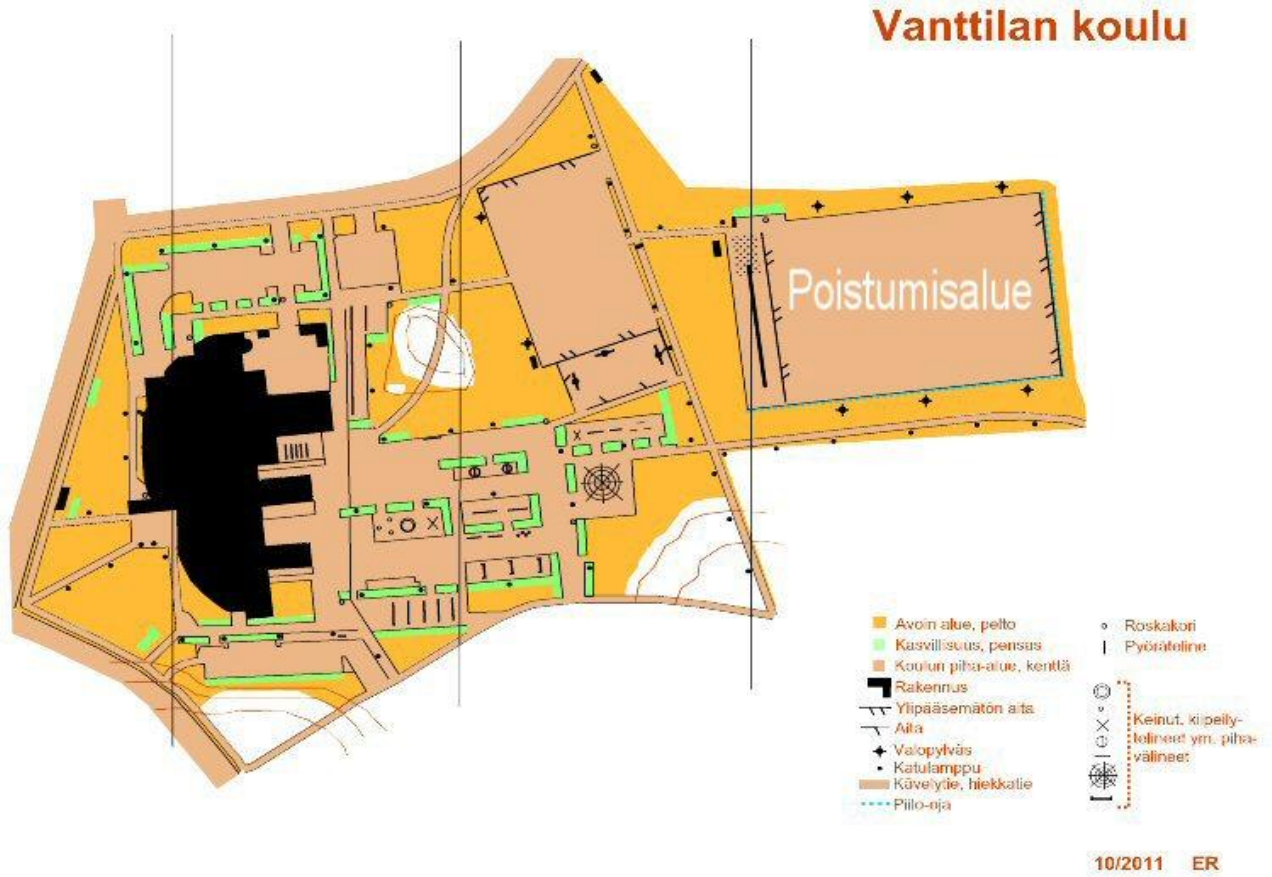 Vanttilan koulu
Poistumisalue
Avoin alue, pelto
Kasvillisuus, pensas
Koulun piha-alue, kenttä
Rakennus
Ylipääsemätön aita
Aita
Valopylväs
Katulamppu
Kävelytie, hiekkatie
Piilo-oja
Roskakori
Pyöräteline
Keinut, kiipeily-
telineet ym. piha-
välineet
10/2011 ER